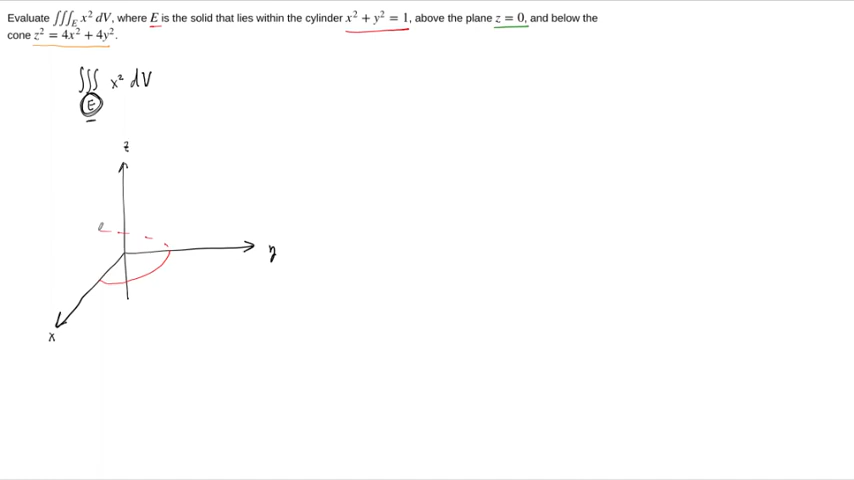 Evaluate ∭_E x² dV, where E is the solid that lies within the cylinder x² + y² = 1, above the plane z = 0, and below the
cone z² = 4x² + 4y².
∭_E x² dV
z
y
x